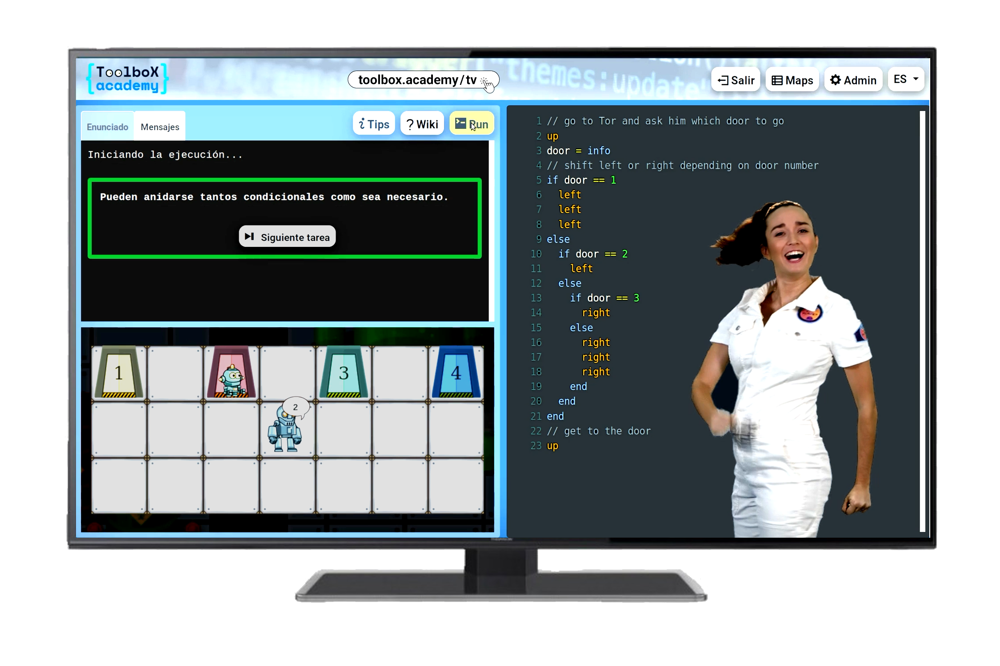 ToolboX
academy
themes:update'
toolbox.academy/tv
Salir
Maps
Admin
ES
Enunciado
Mensajes
Tips
? Wiki
Run
Iniciando la ejecución...
Pueden anidarse tantos condicionales como sea necesario.
Siguiente tarea
1
3
4
2
1 // go to Tor and ask him which door to go
2 up
3 door = info
4 // shift left or right depending on door number
5 if door == 1
6 left
7 left
8 left
9 else
10 if door == 2
11 left
12 else
13 if door == 3
14 right
15 else
16 right
17 right
18 right
19 end
20 end
21 end
22 // get to the door
23 up